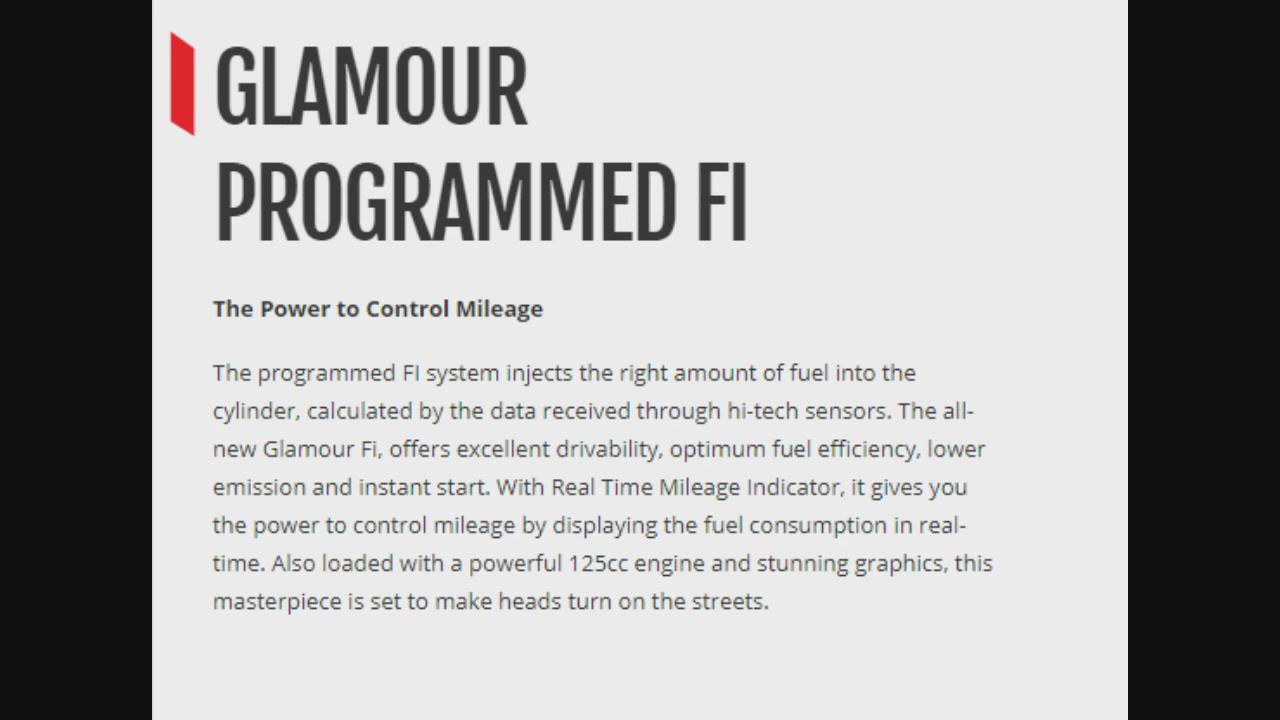 GLAMOUR
PROGRAMMED FI
The Power to Control Mileage
The programmed FI system injects the right amount of fuel into the
cylinder, calculated by the data received through hi-tech sensors. The all-
new Glamour Fi, offers excellent drivability, optimum fuel efficiency, lower
emission and instant start. With Real Time Mileage Indicator, it gives you
the power to control mileage by displaying the fuel consumption in real-
time. Also loaded with a powerful 125cc engine and stunning graphics, this
masterpiece is set to make heads turn on the streets.